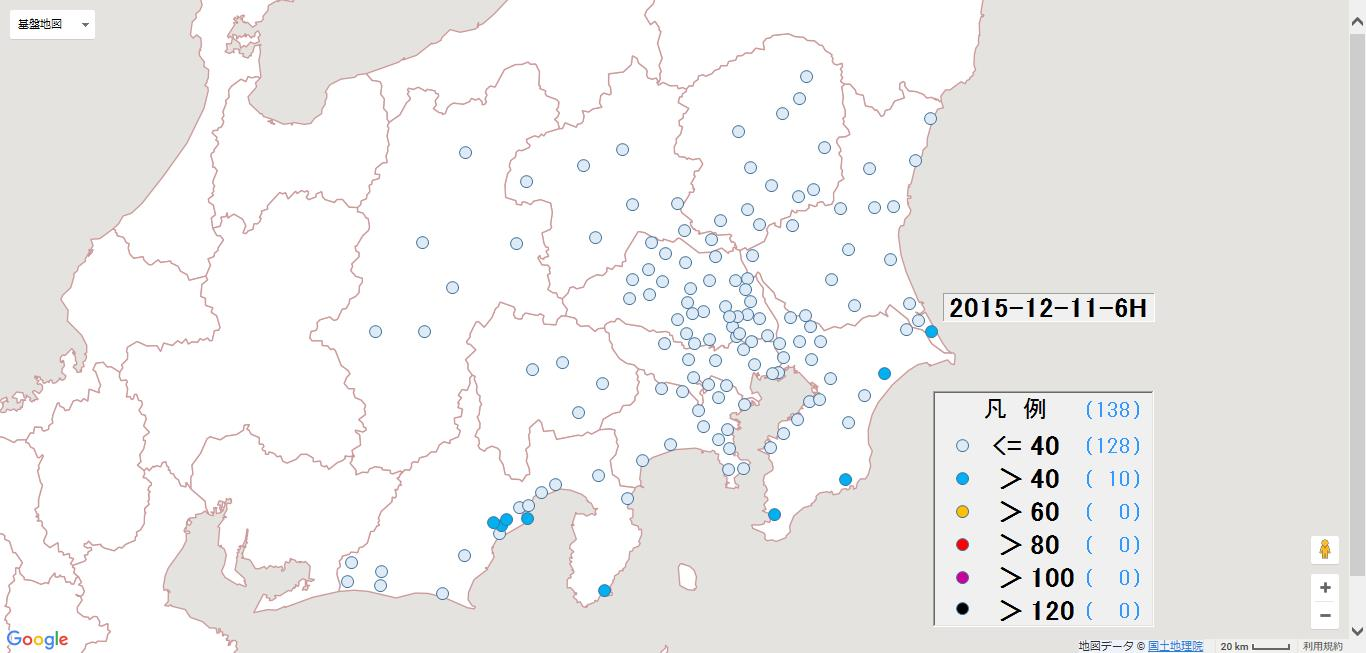 基盤地図
2015-12-11-6H
凡 例 (138)
<= 40 (128)
> 40 ( 10)
> 60 ( 0)
> 80 ( 0)
> 100 ( 0)
> 120 ( 0)
Google
地図データ © 国土地理院 20 km 利用規約